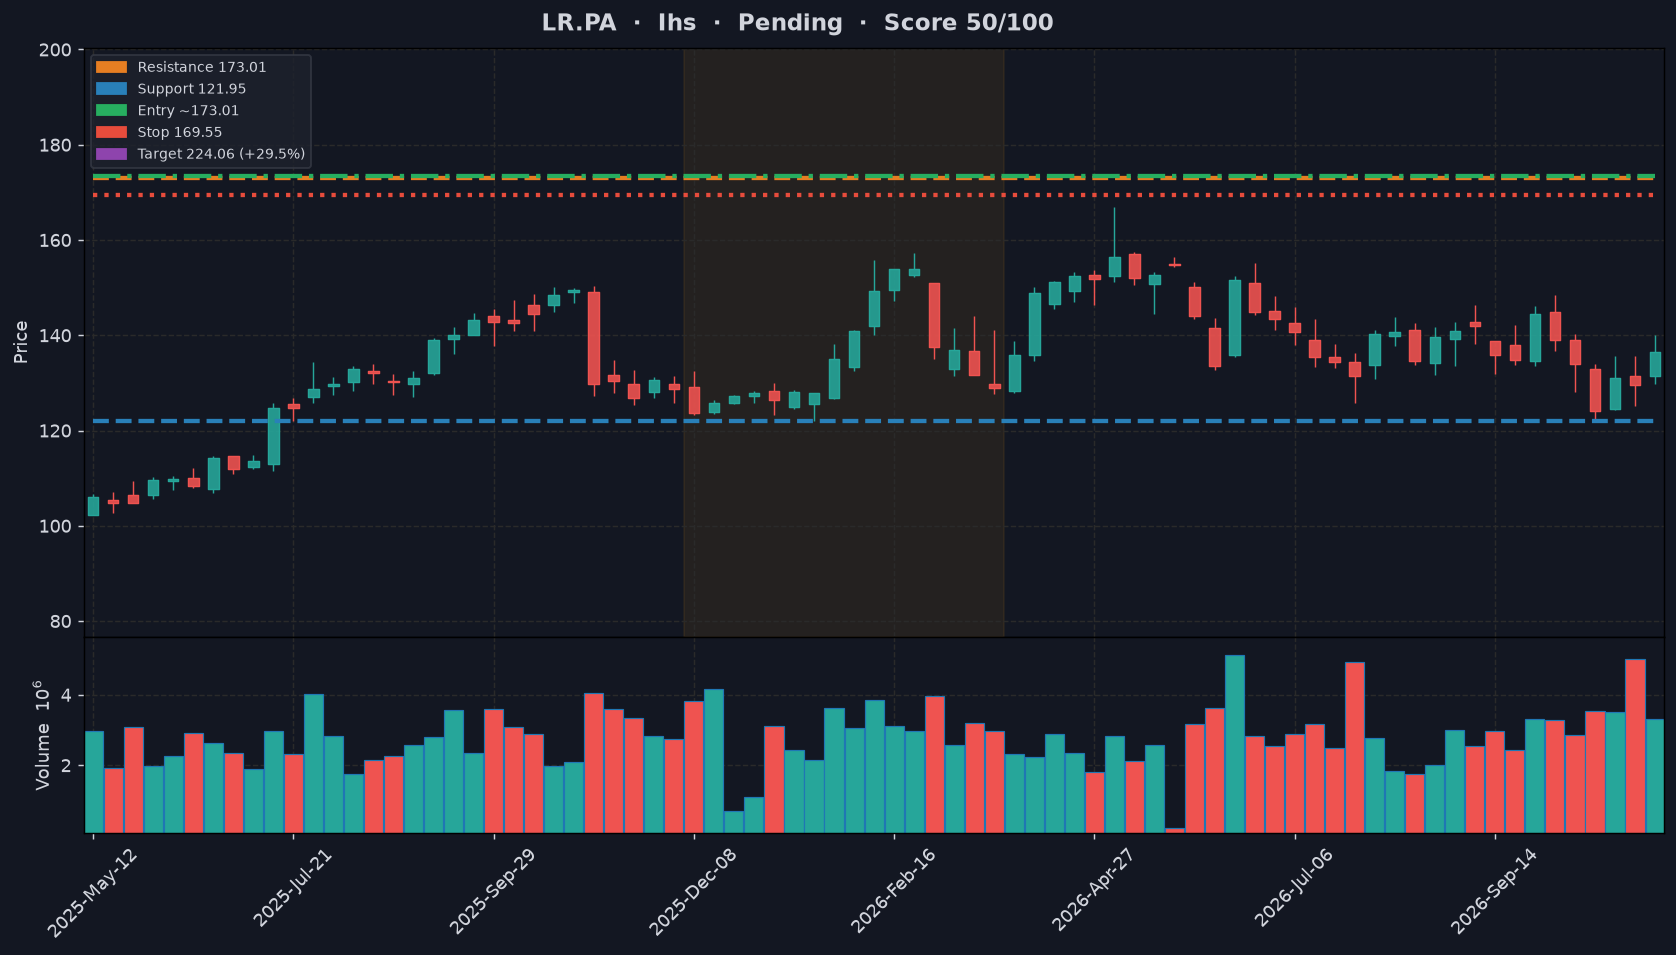 LR.PA · Ihs · Pending · Score 50/100
Resistance 173.01
Support 121.95
Entry ~173.01
Stop 169.55
Target 224.06 (+29.5%)
Price
200
180
160
140
120
100
80
Volume 10^6
4
2
2025-May-12
2025-Jul-21
2025-Sep-29
2025-Dec-08
2026-Feb-16
2026-Apr-27
2026-Jul-06
2026-Sep-14